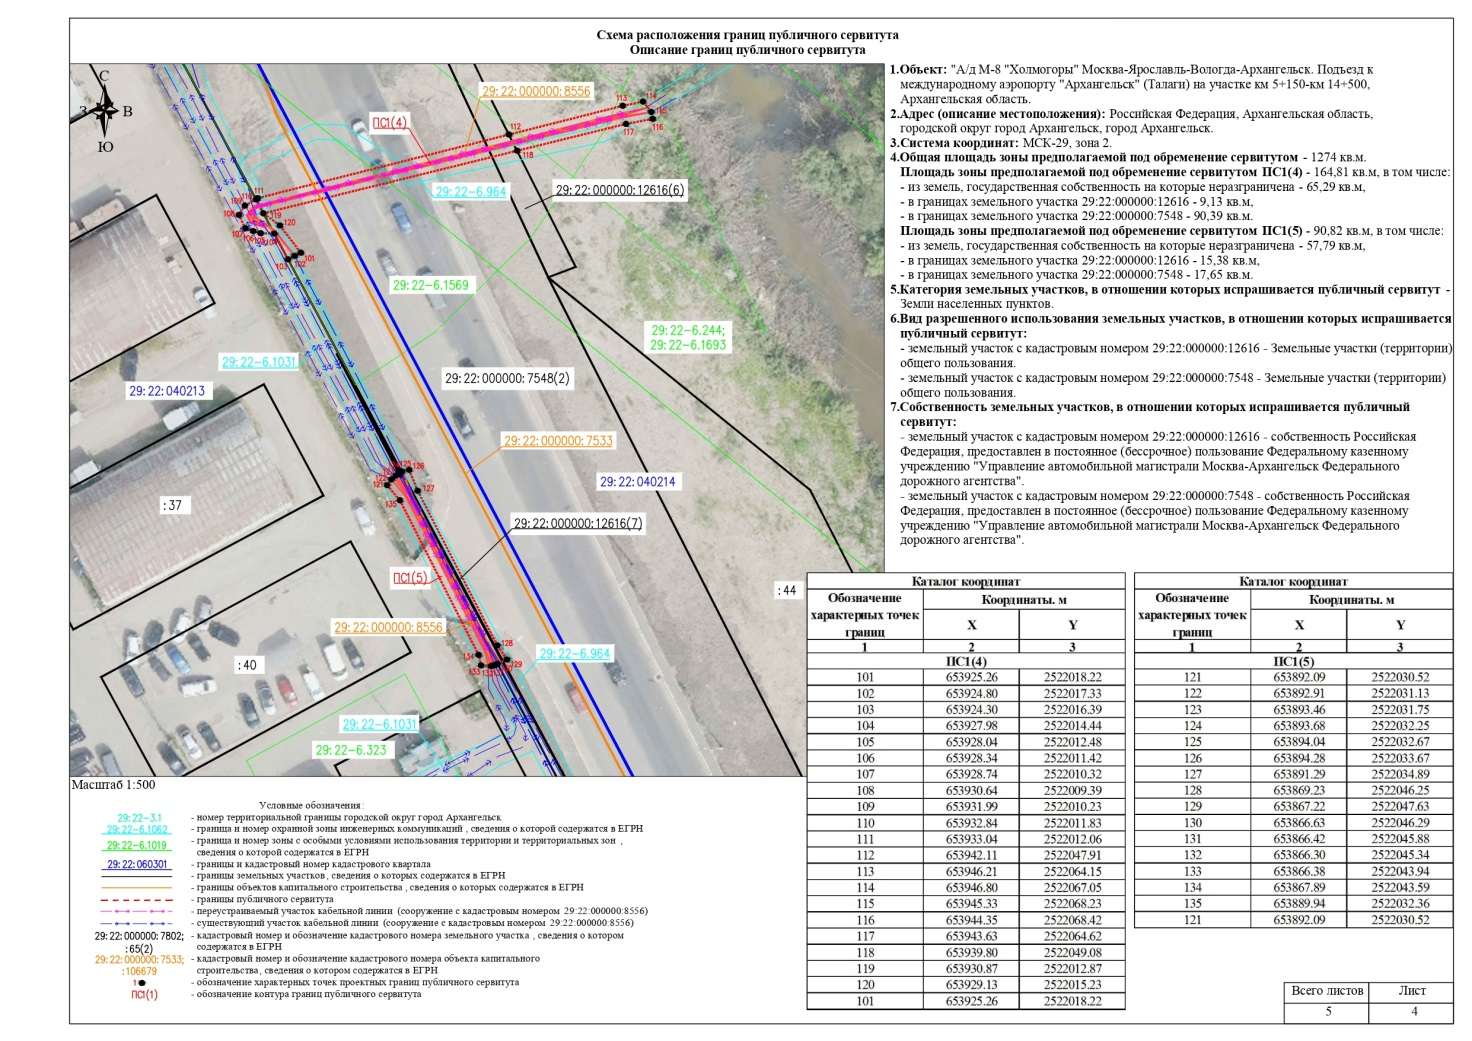 Схема расположения границ публичного сервитута
Описание границ публичного сервитута
С
З
В
Ю
29:22:000000:8556
ПС1(4)
113
114
115
116
117
112
118
29:22-6.964
29:22:000000:12616(6)
111
109
108
107
119
120
101
102
103
29:22-6.1569
29:22-6.244;
29:22-6.1693
29:22-6.1031
29:22:040213
29:22:000000:7548(2)
29:22:000000:7533
29:22:040214
126
127
121
135
:37
29:22:000000:12616(7)
ПС1(5)
:44
29:22:000000:8556
128
129
134
133
29:22-6.964
:40
29:22-6.1031
29:22-6.323
1.Объект: "А/д М-8 "Холмогоры" Москва-Ярославль-Вологда-Архангельск. Подъезд к
международному аэропорту "Архангельск" (Талаги) на участке км 5+150-км 14+500,
Архангельская область.
2.Адрес (описание местоположения): Российская Федерация, Архангельская область,
городской округ город Архангельск, город Архангельск.
3.Система координат: МСК-29, зона 2.
4.Общая площадь зоны предполагаемой под обременение сервитутом - 1274 кв.м.
Площадь зоны предполагаемой под обременение сервитутом ПС1(4) - 164,81 кв.м, в том числе:
- из земель, государственная собственность на которые неразграничена - 65,29 кв.м,
- в границах земельного участка 29:22:000000:12616 - 9,13 кв.м,
- в границах земельного участка 29:22:000000:7548 - 90,39 кв.м.
Площадь зоны предполагаемой под обременение сервитутом ПС1(5) - 90,82 кв.м, в том числе:
- из земель, государственная собственность на которые неразграничена - 57,79 кв.м,
- в границах земельного участка 29:22:000000:12616 - 15,38 кв.м,
- в границах земельного участка 29:22:000000:7548 - 17,65 кв.м.
5.Категория земельных участков, в отношении которых испрашивается публичный сервитут -
Земли населенных пунктов.
6.Вид разрешенного использования земельных участков, в отношении которых испрашивается
публичный сервитут:
- земельный участок с кадастровым номером 29:22:000000:12616 - Земельные участки (территории)
общего пользования.
- земельный участок с кадастровым номером 29:22:000000:7548 - Земельные участки (территории)
общего пользования.
7.Собственность земельных участков, в отношении которых испрашивается публичный
сервитут:
- земельный участок с кадастровым номером 29:22:000000:12616 - собственность Российская
Федерация, предоставлен в постоянное (бессрочное) пользование Федеральному казенному
учреждению "Управление автомобильной магистрали Москва-Архангельск Федерального
дорожного агентства".
- земельный участок с кадастровым номером 29:22:000000:7548 - собственность Российская
Федерация, предоставлен в постоянное (бессрочное) пользование Федеральному казенному
учреждению "Управление автомобильной магистрали Москва-Архангельск Федерального
дорожного агентства".
Каталог координат
Обозначение характерных точек границ Координаты, м
X Y
1 2 3
ПС1(4)
101 653925.26 2522018.22
102 653924.80 2522017.33
103 653924.30 2522016.39
104 653927.98 2522014.44
105 653928.04 2522012.48
106 653928.34 2522011.42
107 653928.74 2522010.32
108 653930.64 2522009.39
109 653931.99 2522010.23
110 653932.84 2522011.83
111 653933.04 2522012.06
112 653942.11 2522047.91
113 653946.21 2522064.15
114 653946.80 2522067.05
115 653945.33 2522068.23
116 653944.35 2522068.42
117 653943.63 2522064.62
118 653939.80 2522049.08
119 653930.87 2522012.87
120 653929.13 2522015.23
101 653925.26 2522018.22
Каталог координат
Обозначение характерных точек границ Координаты, м
X Y
1 2 3
ПС1(5)
121 653892.09 2522030.52
122 653892.91 2522031.13
123 653893.46 2522031.75
124 653893.68 2522032.25
125 653894.04 2522032.67
126 653894.28 2522033.67
127 653891.29 2522034.89
128 653869.23 2522046.25
129 653867.22 2522047.63
130 653866.63 2522046.29
131 653866.42 2522045.88
132 653866.30 2522045.34
133 653866.38 2522043.94
134 653867.89 2522043.59
135 653889.94 2522032.36
121 653892.09 2522030.52
Масштаб 1:500
Условные обозначения:
29:22-3.1 - номер территориальной границы городской округ город Архангельск
29:22-6.1062 - граница и номер охранной зоны инженерных коммуникаций, сведения о которой содержатся в ЕГРН
29:22-6.1019 - граница и номер зоны с особыми условиями использования территории и территориальных зон,
сведения о которой содержатся в ЕГРН
29:22:060301 - границы и кадастровый номер кадастрового квартала
- границы земельных участков, сведения о которых содержатся в ЕГРН
- границы объектов капитального строительства, сведения о которых содержатся в ЕГРН
- границы публичного сервитута
- переустраиваемый участок кабельной линии (сооружение с кадастровым номером 29:22:000000:8556)
- существующий участок кабельной линии (сооружение с кадастровым номером 29:22:000000:8556)
29:22:000000:7802; - кадастровый номер и обозначение кадастрового номера земельного участка, сведения о котором
:65(2) содержатся в ЕГРН
29:22:000000:7533; - кадастровый номер и обозначение кадастрового номера объекта капитального
:106679 строительства, сведения о котором содержатся в ЕГРН
1 - обозначение характерных точек проектных границ публичного сервитута
ПС1(1) - обозначение контура границ публичного сервитута
Всего листов Лист
5 4